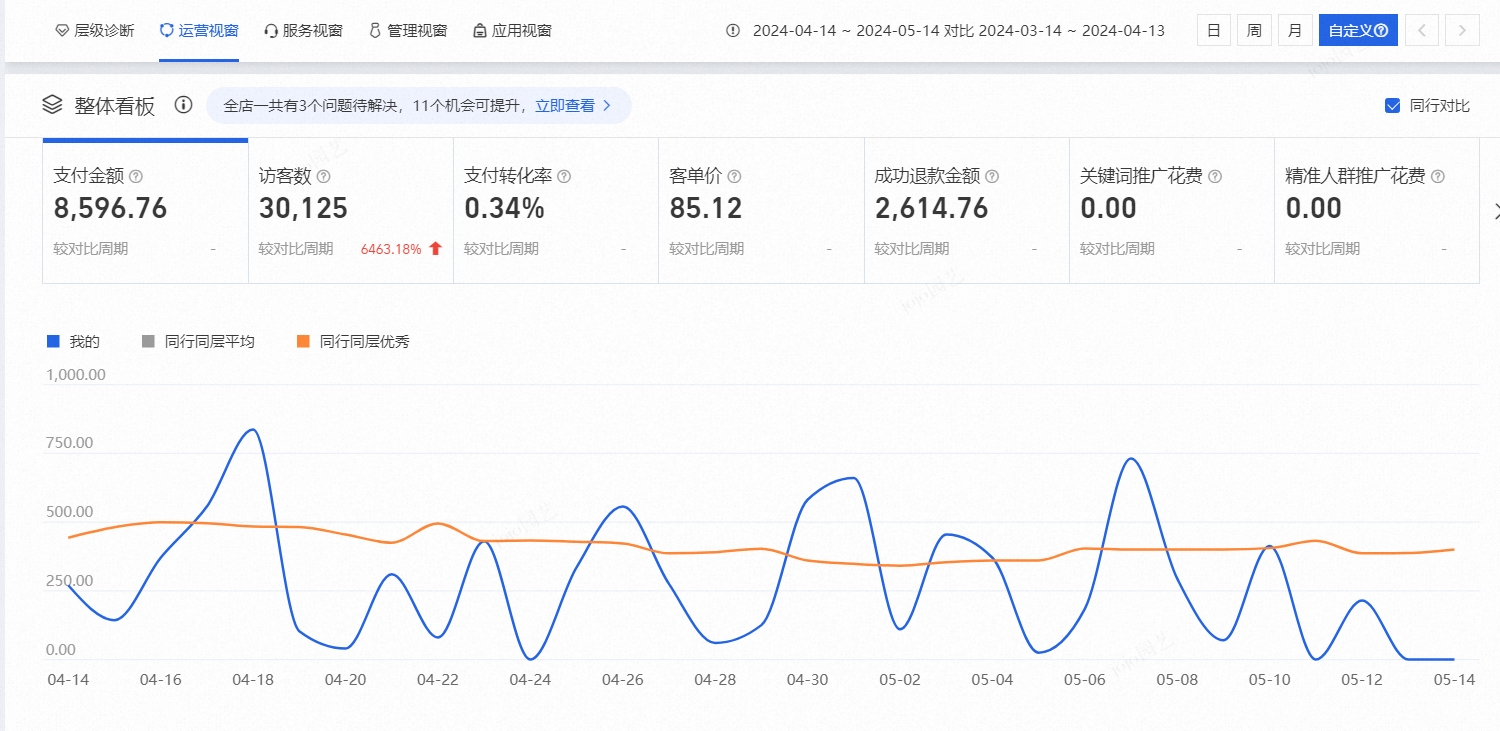 层级诊断 运营视窗 服务视窗 管理视窗 应用视窗 2024-04-14 ~ 2024-05-14 对比 2024-03-14 ~ 2024-04-13 日 周 月 自定义
整体看板 全店一共有3个问题待解决，11个机会可提升，立即查看 同行对比
支付金额 访客数 支付转化率 客单价 成功退款金额 关键词推广花费 精准人群推广花费
8,596.76 30,125 0.34% 85.12 2,614.76 0.00 0.00
较对比周期 - 较对比周期 6463.18% 较对比周期 - 较对比周期 - 较对比周期 - 较对比周期 - 较对比周期 -
我的 同行同层平均 同行同层优秀
1,000.00
750.00
500.00
250.00
0.00
04-14 04-16 04-18 04-20 04-22 04-24 04-26 04-28 04-30 05-02 05-04 05-06 05-08 05-10 05-12 05-14